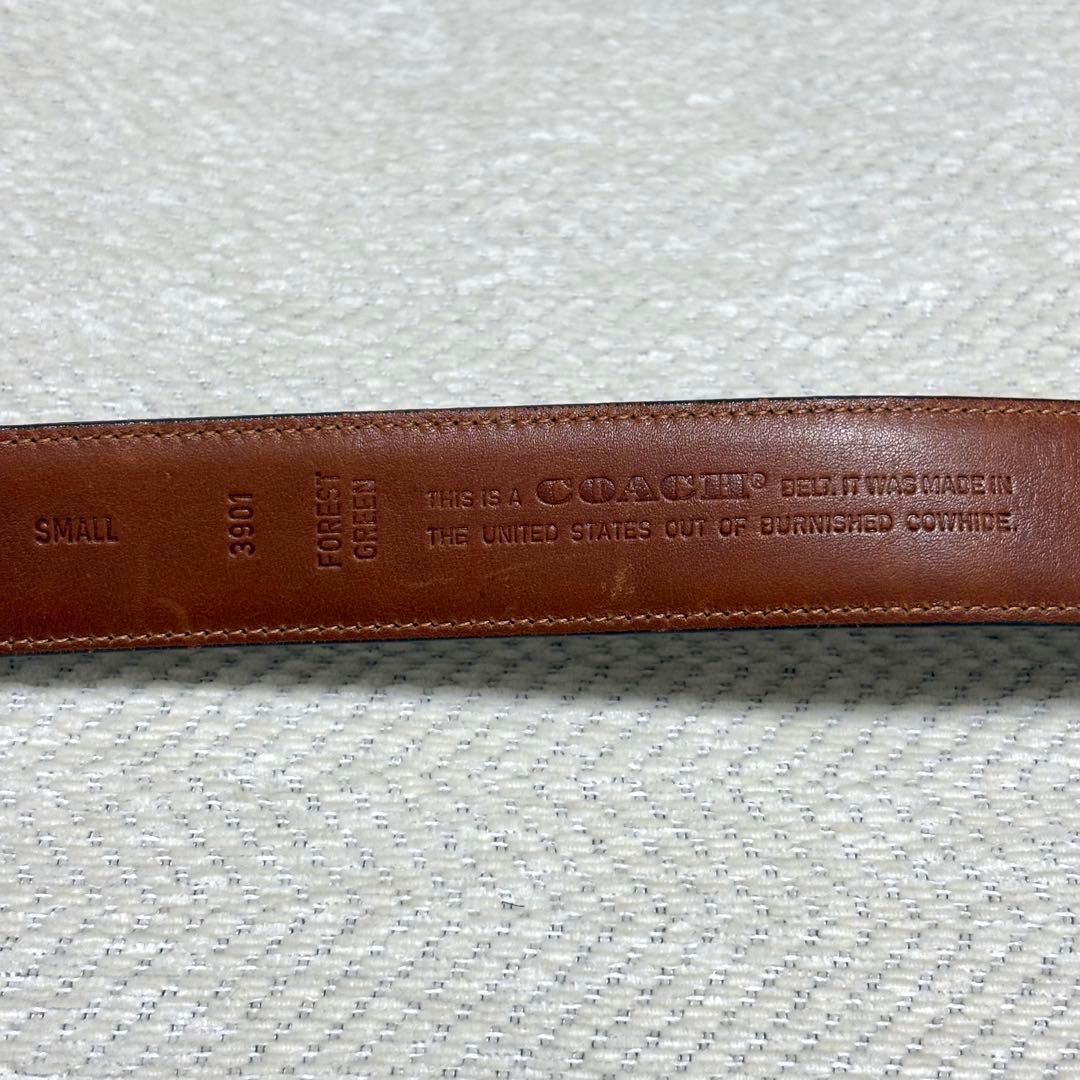 SMALL
3901
FOREST
GREEN
THIS IS A COACH® BELT. IT WAS MADE IN
THE UNITED STATES OUT OF BURNISHED COWHIDE.